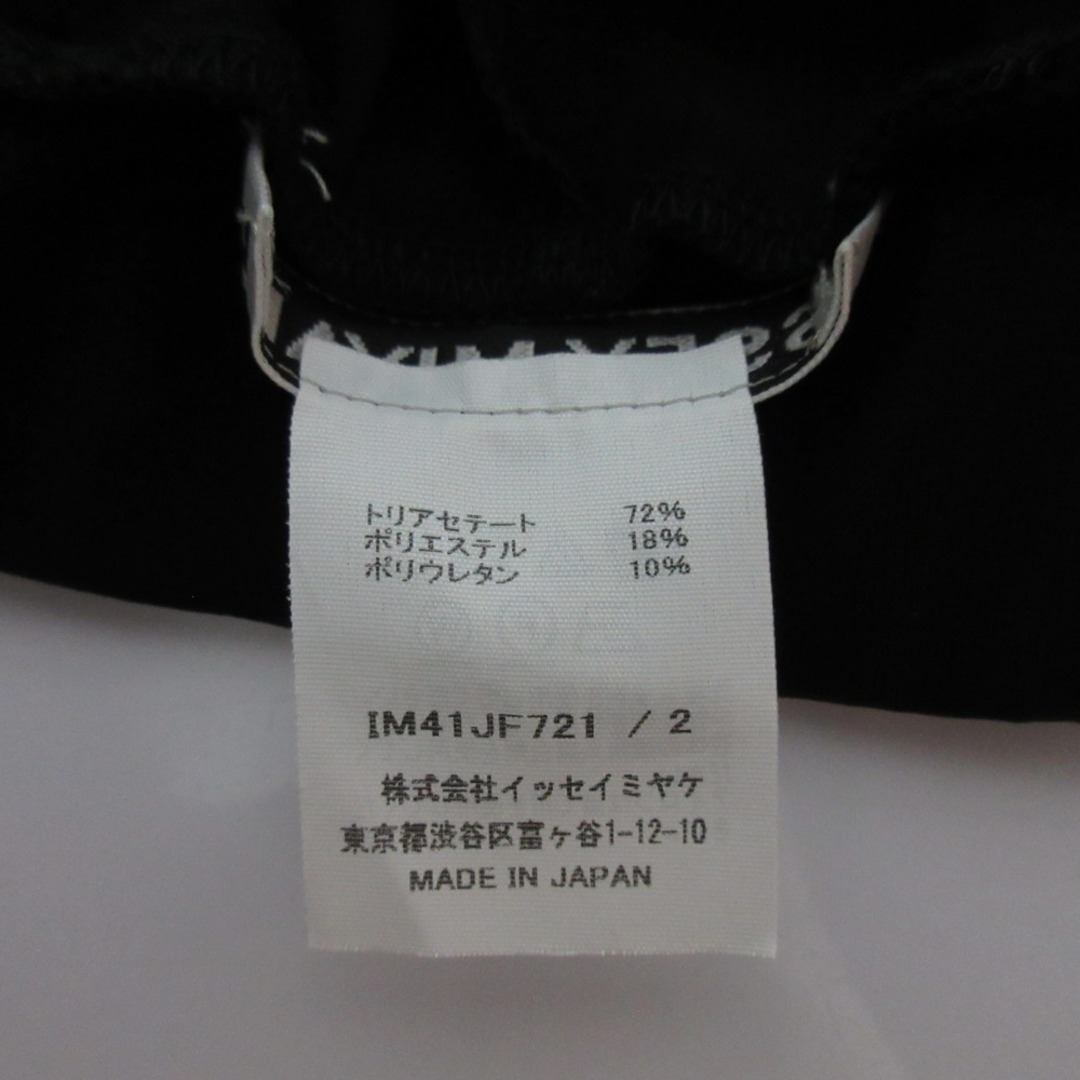 トリアセテート 72%
ポリエステル 18%
ポリウレタン 10%
IM41JF721 / 2
株式会社イッセイミヤケ
東京都渋谷区富ヶ谷1-12-10
MADE IN JAPAN